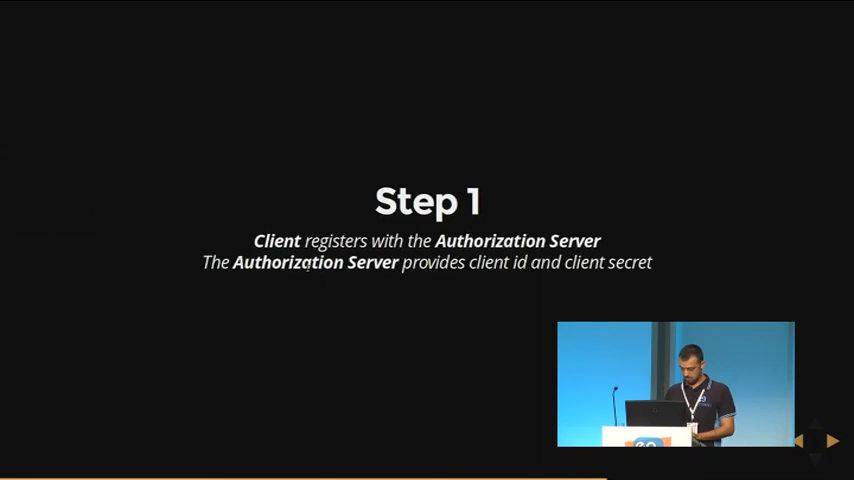 Step 1
Client registers with the Authorization Server
The Authorization Server provides client id and client secret